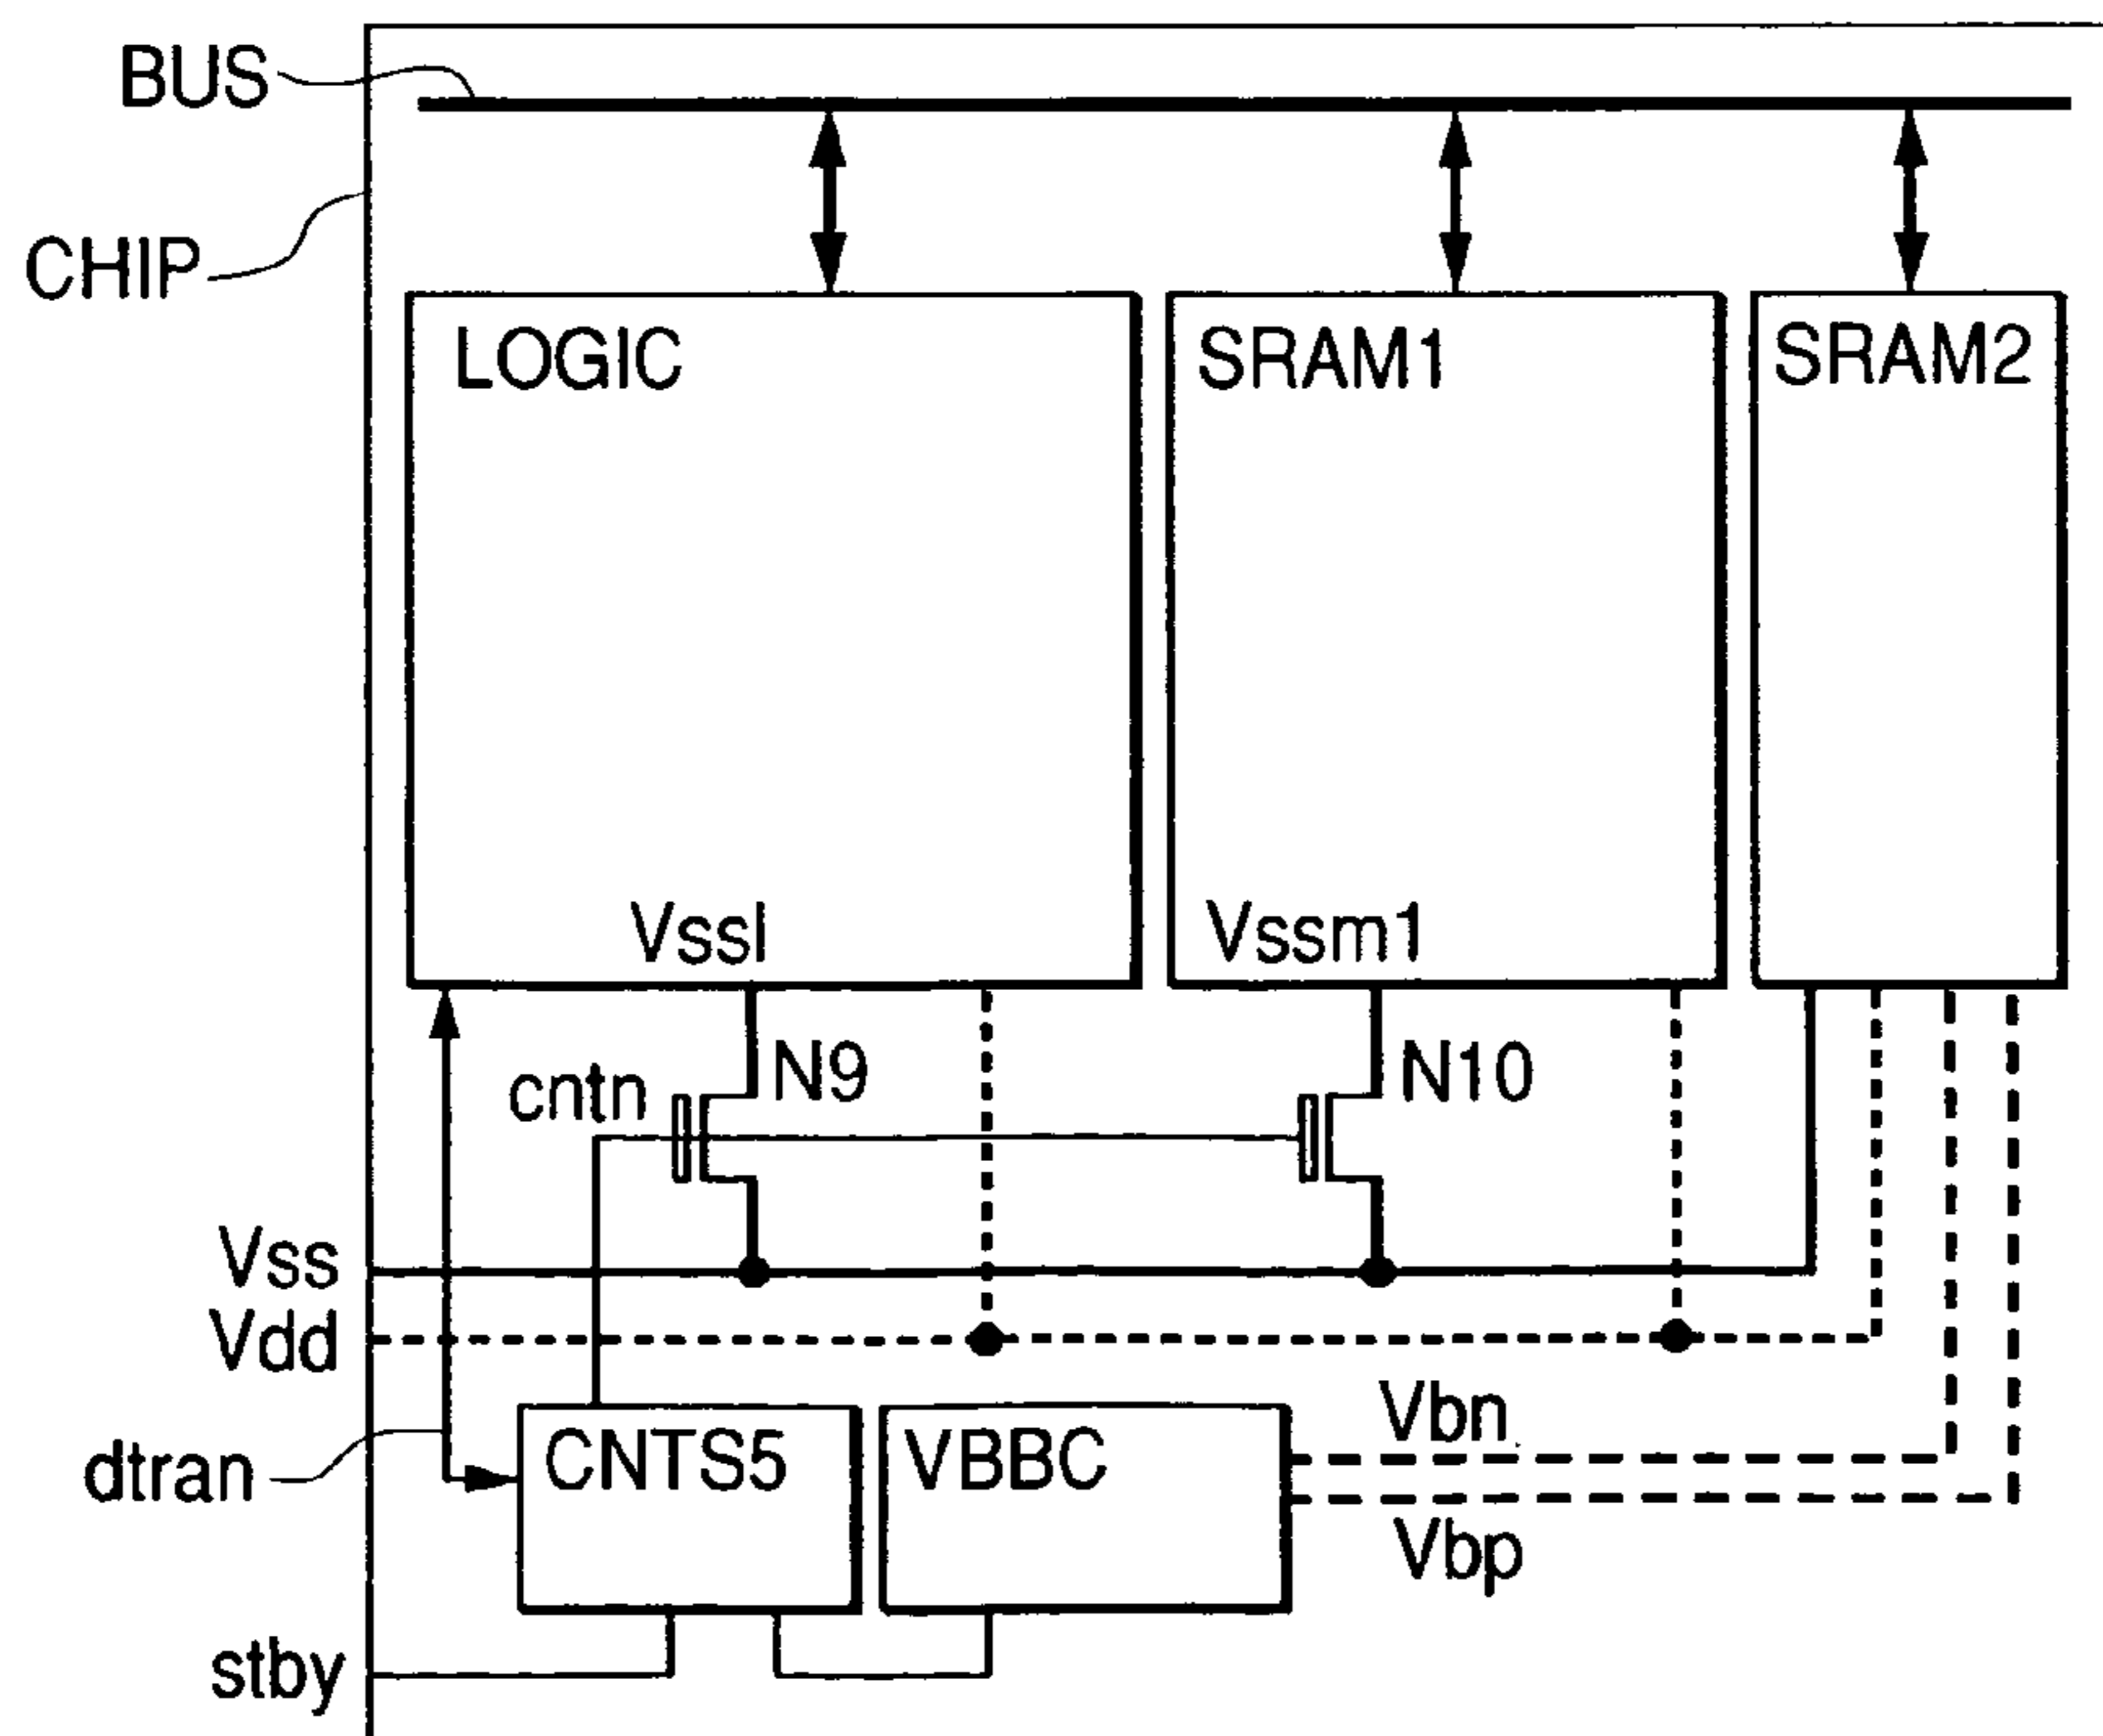 BUS
CHIP
LOGIC
SRAM1
SRAM2
Vssl
Vssm1
cntn
N9
N10
Vss
Vdd
dtran
CNTS5
VBBC
Vbn
Vbp
stby